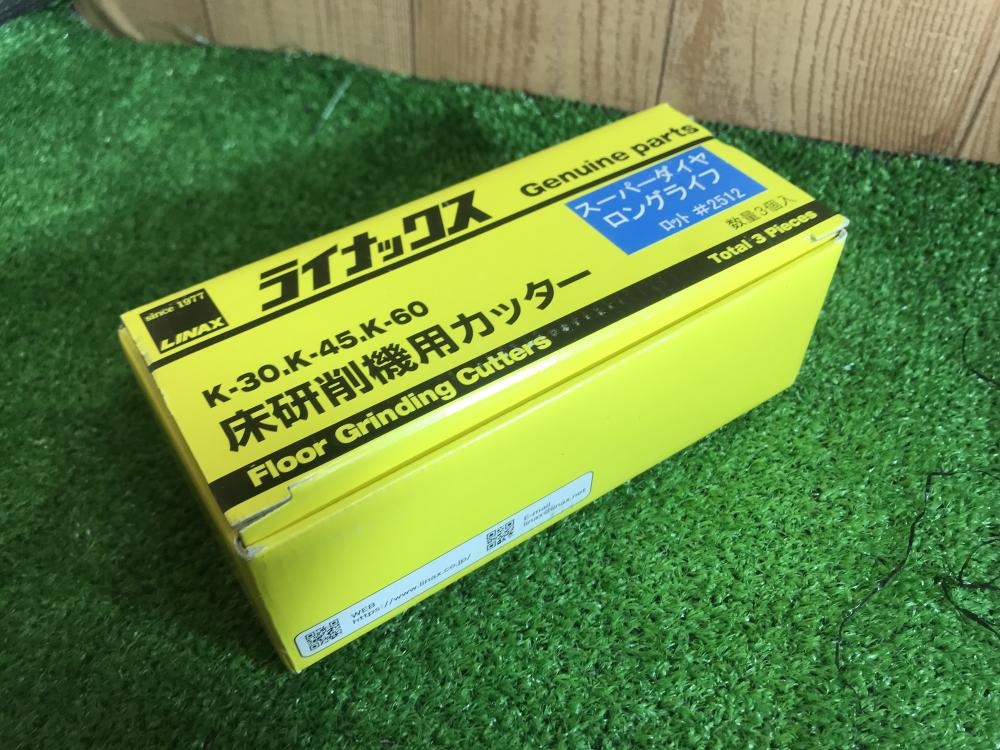 since 1977
LINAX
ライナックス
Genuine parts
スーパーダイヤ
ロングライフ
ロット #2512
数量3個入
K-30.K-45.K-60
床研削機用カッター
Floor Grinding Cutters
Total 3 Pieces
WEB
https://www.linax.co.jp/
E-mail
linax@linax.net